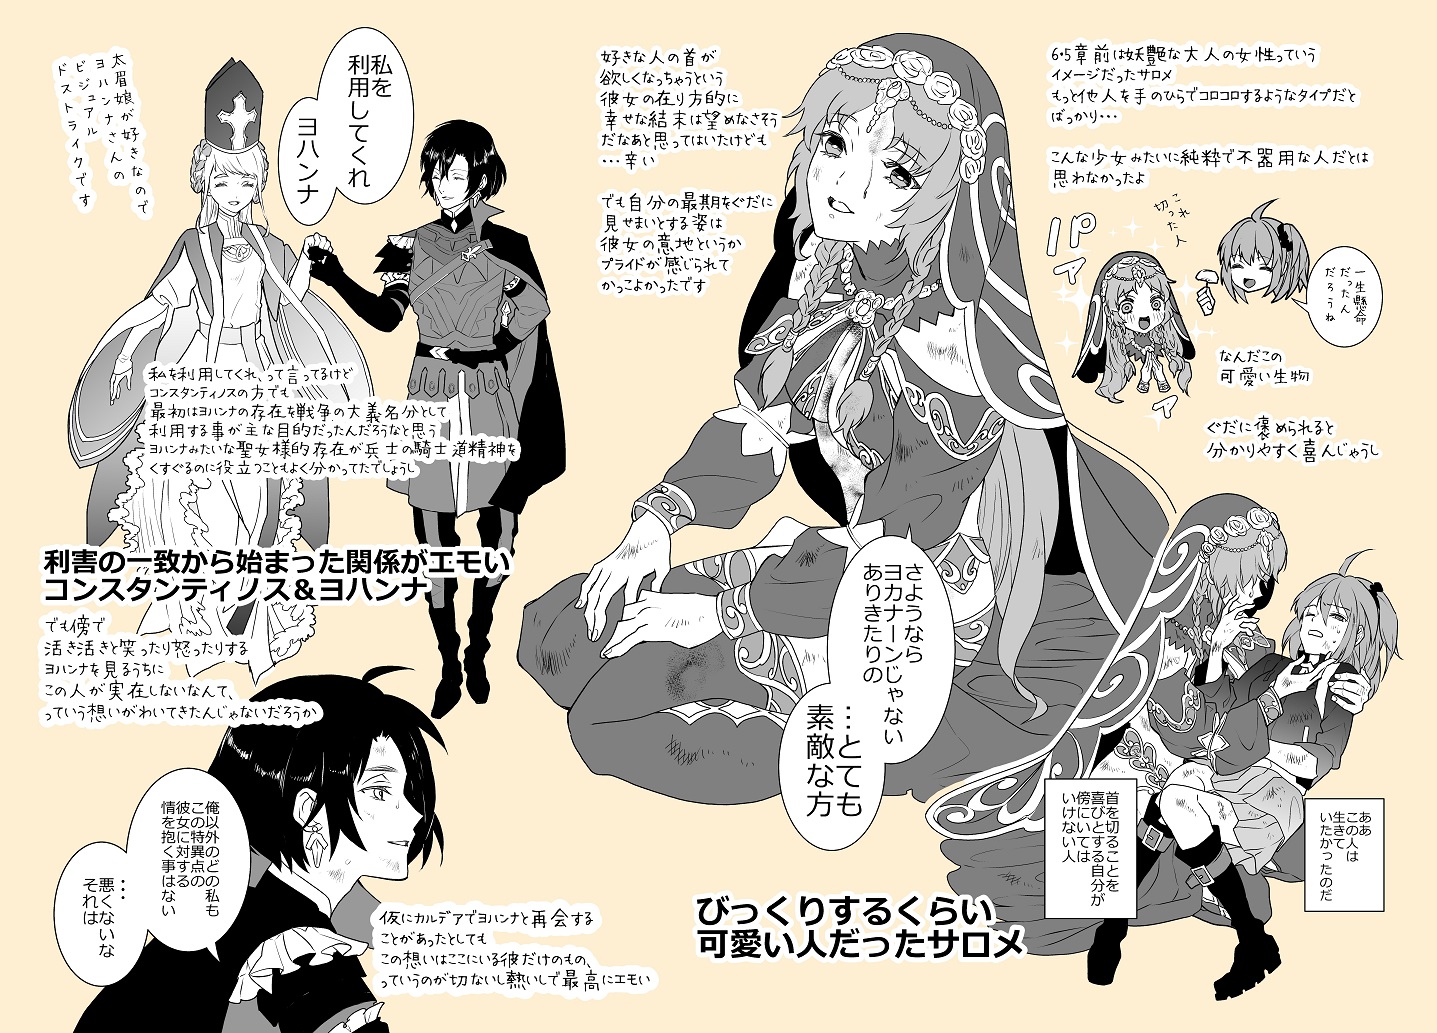 6・5章前は妖艶な大人の女性っていう
イメージだったサロメ
もっと他人を手のひらでコロコロするようなタイプだと
ばっかり・・・
こんな少女みたいに純粋で不器用な人だとは
思わなかったよ
これ
切った人
1P
ア
ア
一生懸命
だったん
だろうね
なんだこの
可愛い生物
ぐだに褒められると
分かりやすく喜んじゃうし
好きな人の首が
欲しくなっちゃうという
彼女の在り方的に
幸せな結末は望めなさそう
だなあと思ってはいたけども
・・・辛い
でも自分の最期をぐだに
見せまいとする姿は
彼女の意地というか
プライドが感じられて
かっこよかったです
さようなら
ヨカナーンじゃない
ありきたりの
…とても
素敵な方
ああ
この人は
生きて
いたかったのだ
首を切ることを
喜びとする自分が
傍にいては
いけない人
びっくりするくらい
可愛い人だったサロメ
私を
利用してくれ
ヨハンナ
太眉娘が好きなので
ヨハンナさんの
ビジュアル
ドストライクです
私を利用してくれ、って言ってるけど
コンスタンティノスの方でも
最初はヨハンナの存在を戦争の大義名分として
利用する事が主な目的だったんだろうなと思う
ヨハンナみたいな聖女様的存在が兵士の騎士道精神を
くすぐるのに役立つこともよく分かってたでしょうし
利害の一致から始まった関係がエモい
コンスタンティノス＆ヨハンナ
でも傍で
活き活きと笑ったり怒ったりする
ヨハンナを見るうちに
この人が実在しないなんて、
っていう想いがわいてきたんじゃないだろうか
俺以外のどの私も
この特異点の
彼女に対する
情を抱く事はない
…
悪くないな
それは
仮にカルデアでヨハンナと再会する
ことがあったとしても
この想いはここにいる彼だけのもの、
っていうのが切ないし熱いしで最高にエモい